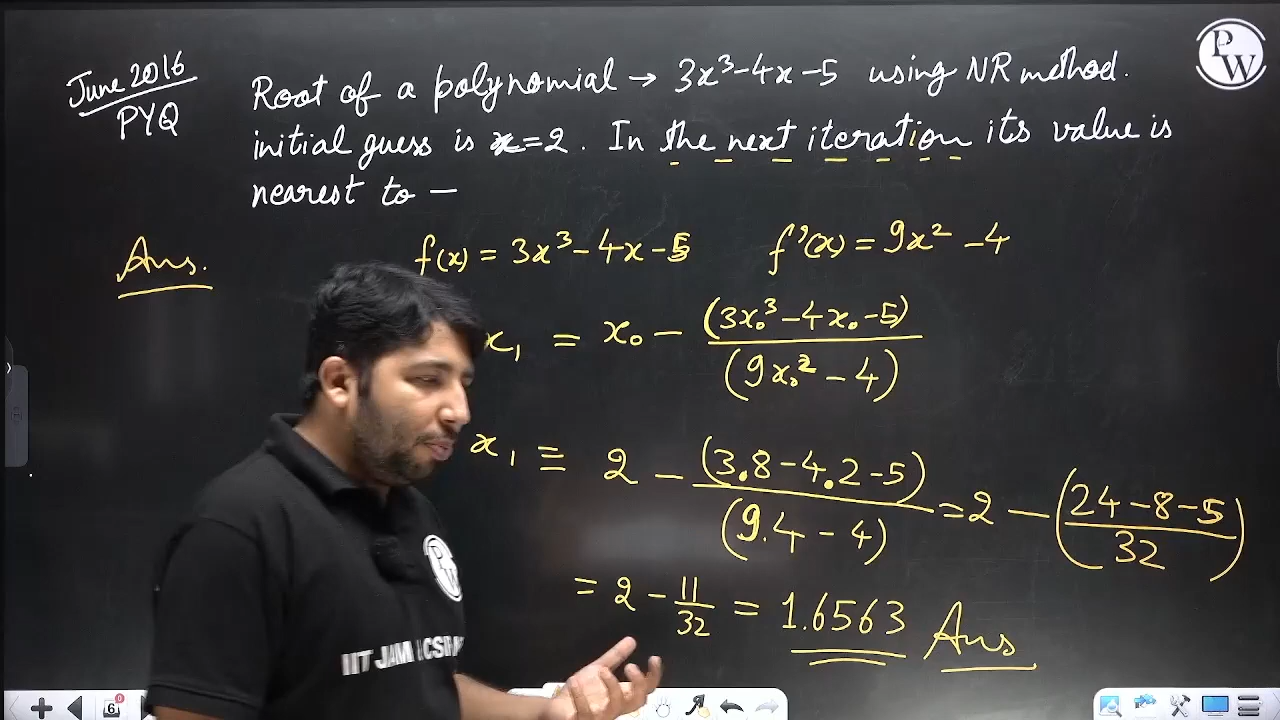 June 2016
PYQ
Root of a polynomial → 3x³-4x-5 using NR method.
initial guess is x=2. In the next iteration its value is
nearest to —
Ans.
f(x) = 3x³-4x-5 f'(x) = 9x²-4
x₁ = x₀ - (3x₀³-4x₀-5)/(9x₀²-4)
x₁ = 2 - (3.8-4.2-5)/(9.4-4) = 2 - (24-8-5/32)
= 2 - 11/32 = 1.6563 Ans
PW
PW
IIT JAM
6